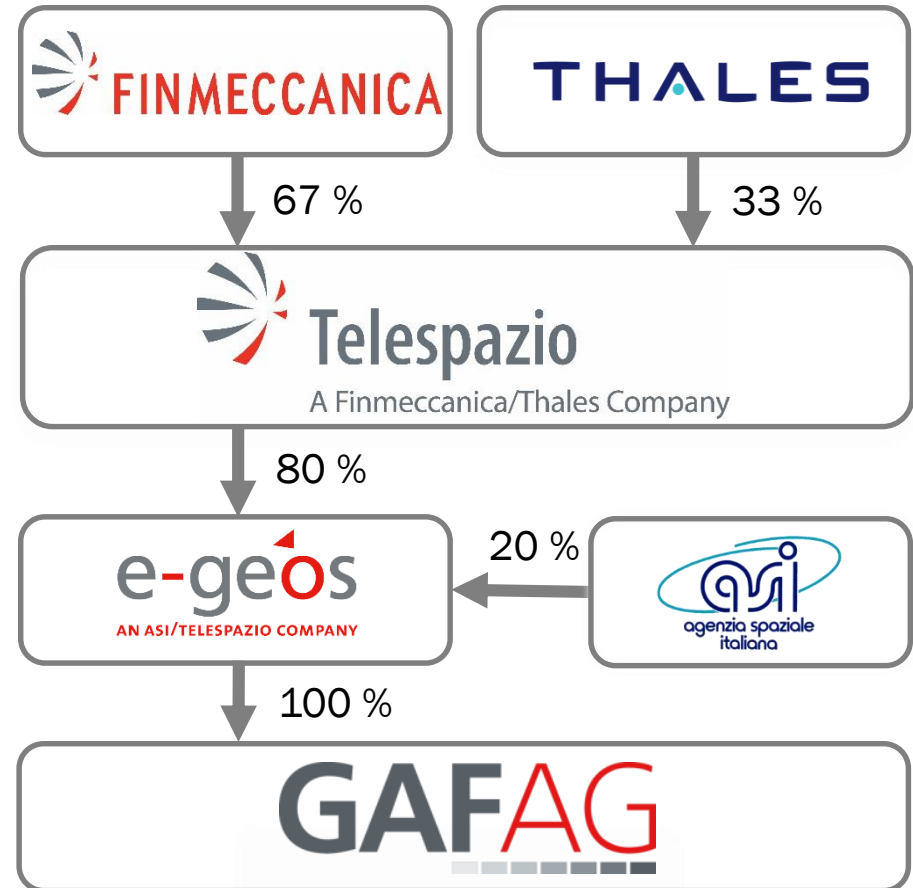 FINMECCANICA
THALES
67 %
33 %
Telespazio
A Finmeccanica/Thales Company
80 %
20 %
e-geos
AN ASI/TELESPAZIO COMPANY
asi
agenzia spaziale
italiana
100 %
GAFAG